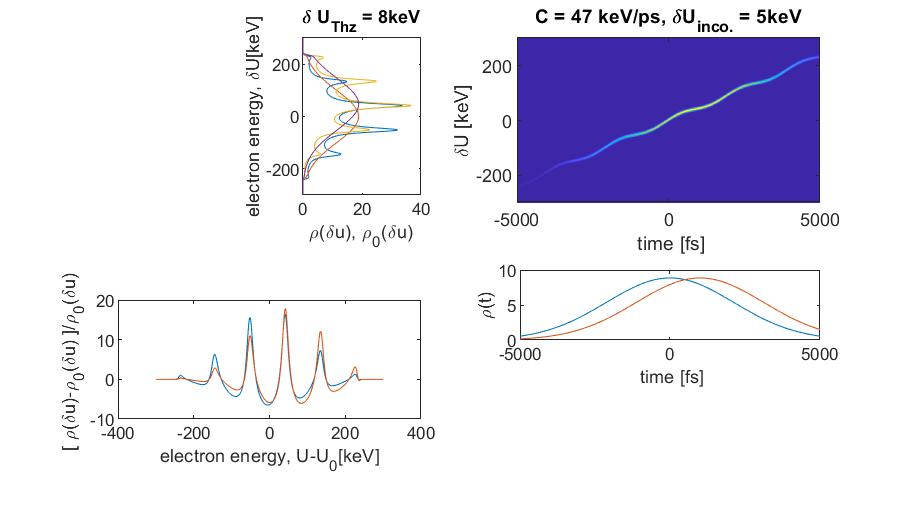 δ U_Thz = 8keV
C = 47 keV/ps, δU_inco. = 5keV
electron energy, δU[keV]
200
0
-200
0
20
40
ρ(δu), ρ_0(δu)
δU [keV]
200
0
-200
-5000
0
5000
time [fs]
[ ρ(δu)-ρ_0(δu) ]/ρ_0(δu)
20
10
0
-10
-400
-200
0
200
400
electron energy, U-U_0[keV]
ρ(t)
10
5
0
-5000
0
5000
time [fs]